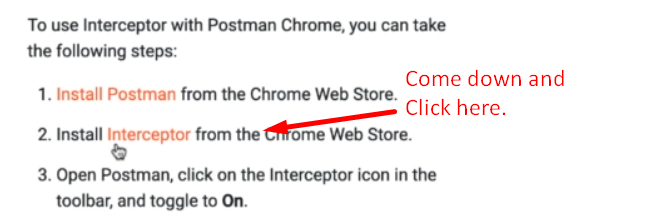 To use Interceptor with Postman Chrome, you can take
the following steps:
1. Install Postman from the Chrome Web Store.
Come down and
Click here.
2. Install Interceptor from the Chrome Web Store.
3. Open Postman, click on the Interceptor icon in the
toolbar, and toggle to On.